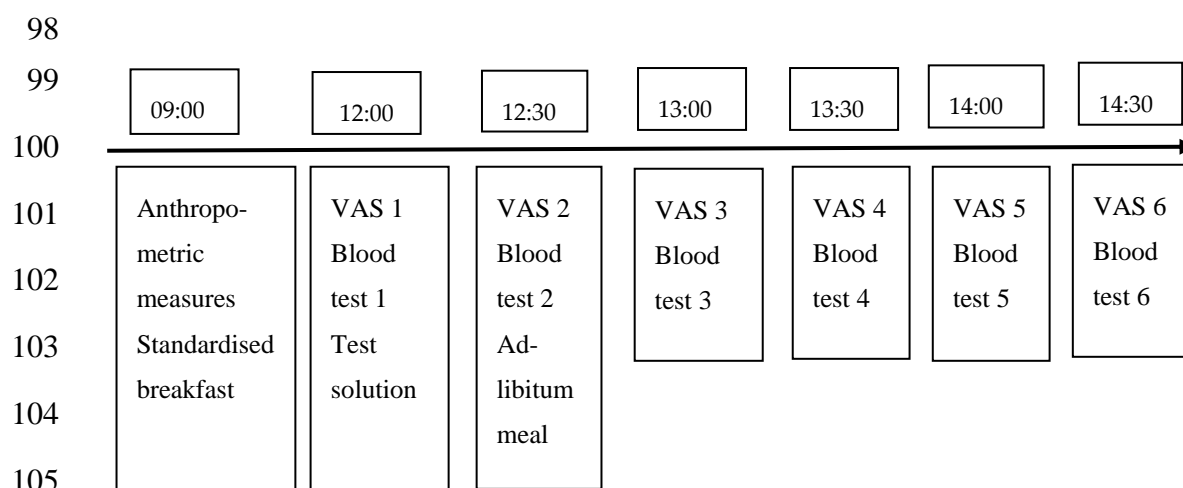 98
99
09:00 12:00 12:30 13:00 13:30 14:00 14:30
100
101
102
103
104
105
Anthropo-
metric
measures
Standardised
breakfast
VAS 1
Blood
test 1
Test
solution
VAS 2
Blood
test 2
Ad-
libitum
meal
VAS 3
Blood
test 3
VAS 4
Blood
test 4
VAS 5
Blood
test 5
VAS 6
Blood
test 6